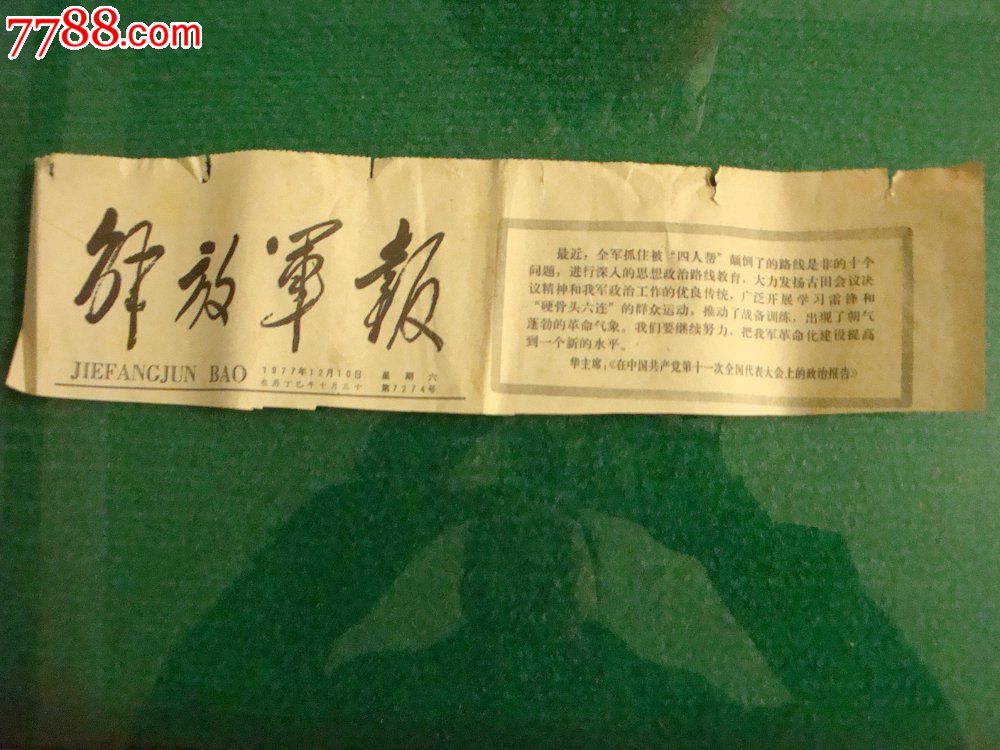 7788.com
解放軍报
JIEFANGJUN BAO
1977年12月10日 星期六
农历丁巳年十月三十 第7274号
最近，全军抓住被“四人帮”颠倒了的路线是非的十个
问题，进行深入的思想政治路线教育，大力发扬古田会议决
议精神和我军政治工作的优良传统，广泛开展学习雷锋和
“硬骨头六连”的群众运动，推动了战备训练，出现了朝气
蓬勃的革命气象。我们要继续努力，把我军革命化建设提高
到一个新的水平。
华主席：《在中国共产党第十一次全国代表大会上的政治报告》